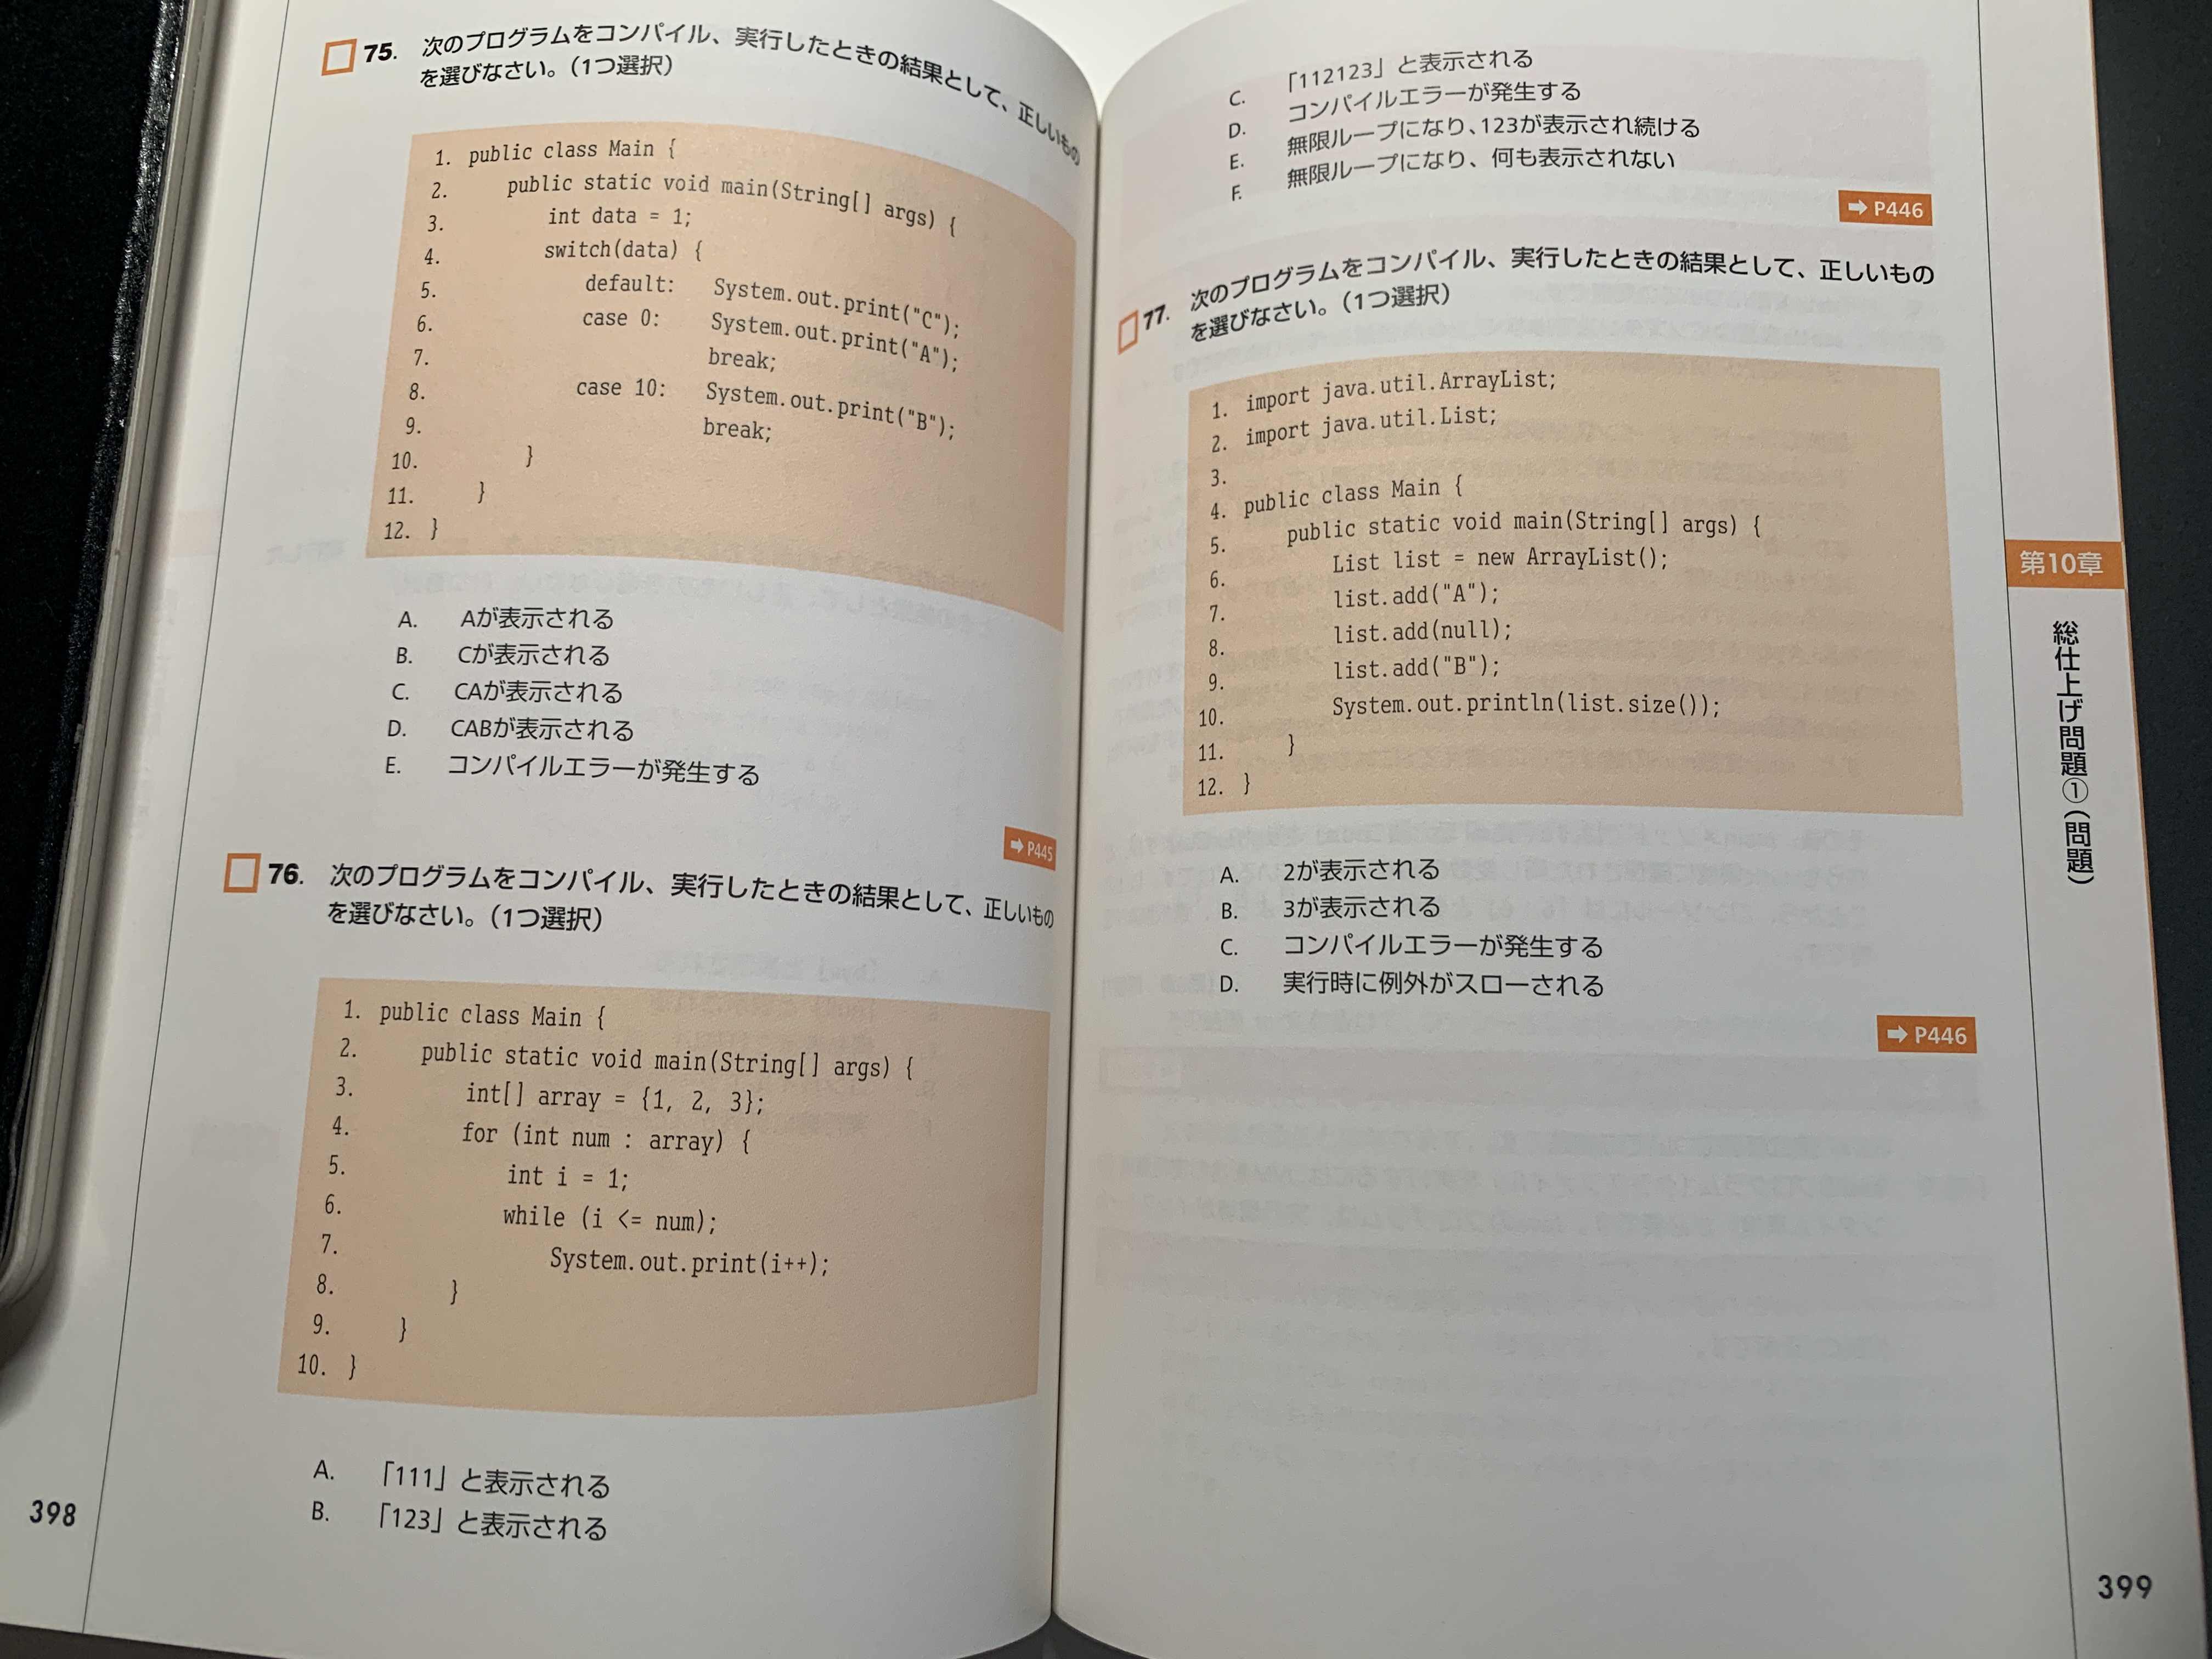 75. 次のプログラムをコンパイル、実行したときの結果として、正しいもの
を選びなさい。(1つ選択)
1. public class Main {
2. public static void main(String[] args) {
3. int data = 1;
4. switch(data) {
5. default: System.out.print("C");
6. case 0: System.out.print("A");
7. break;
8. case 10: System.out.print("B");
9. break;
10. }
11. }
12. }
A. Aが表示される
B. Cが表示される
C. CAが表示される
D. CABが表示される
E. コンパイルエラーが発生する
➡ P445
76. 次のプログラムをコンパイル、実行したときの結果として、正しいもの
を選びなさい。(1つ選択)
1. public class Main {
2. public static void main(String[] args) {
3. int[] array = {1, 2, 3};
4. for (int num : array) {
5. int i = 1;
6. while (i <= num);
7. System.out.print(i++);
8. }
9. }
10. }
A. 「111」と表示される
B. 「123」と表示される
398
C. 「112123」と表示される
D. コンパイルエラーが発生する
E. 無限ループになり、123が表示され続ける
F. 無限ループになり、何も表示されない
➡ P446
77. 次のプログラムをコンパイル、実行したときの結果として、正しいもの
を選びなさい。(1つ選択)
1. import java.util.ArrayList;
2. import java.util.List;
3.
4. public class Main {
5. public static void main(String[] args) {
6. List list = new ArrayList();
7. list.add("A");
8. list.add(null);
9. list.add("B");
10. System.out.println(list.size());
11. }
12. }
A. 2が表示される
B. 3が表示される
C. コンパイルエラーが発生する
D. 実行時に例外がスローされる
➡ P446
第10章
総仕上げ問題①(問題)
399